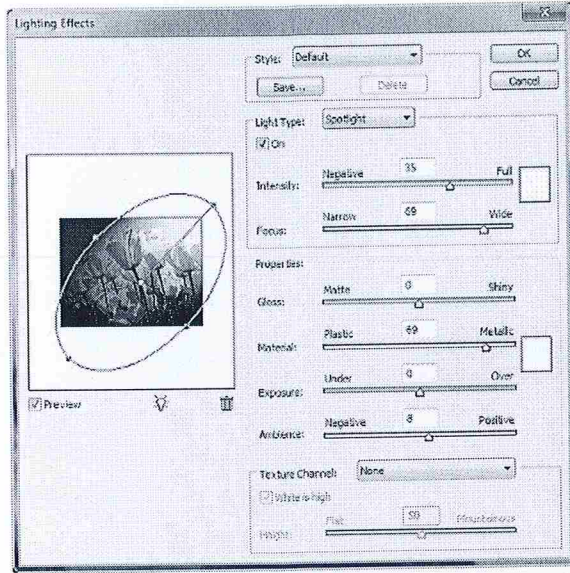 Lighting Effects
Style: Default
OK
Save... Delete
Cancel
Light Type: Spotlight
On
Intensity: Negative 35 Full
Focus: Narrow 69 Wide
Properties:
Gloss: Matte 0 Shiny
Material: Plastic 69 Metallic
Exposure: Under 0 Over
Ambience: Negative 8 Positive
Preview
Texture Channel: None
White is high
Height: Flat 50 Mountainous